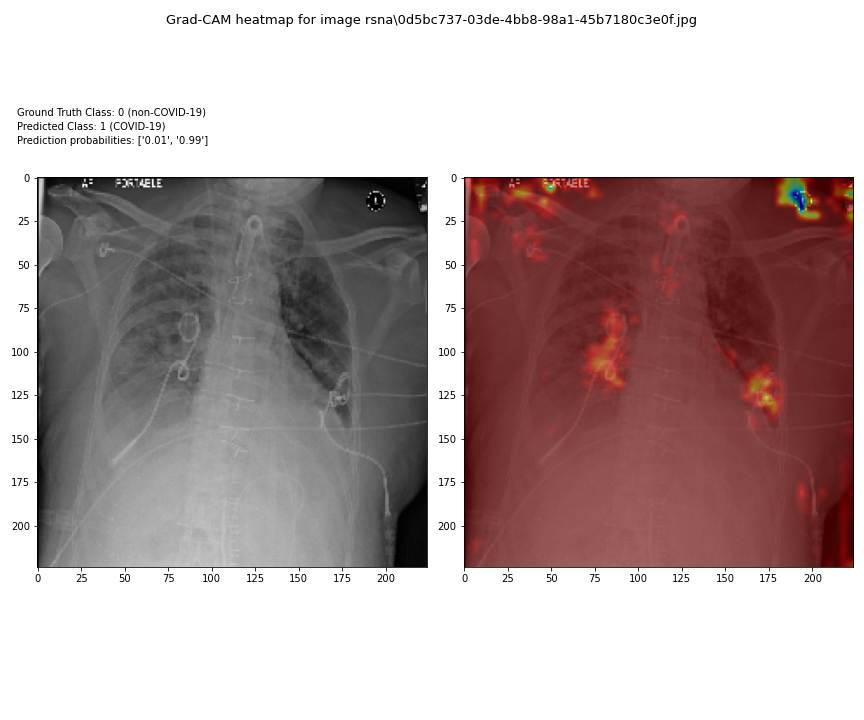 Grad-CAM heatmap for image rsna\0d5bc737-03de-4bb8-98a1-45b7180c3e0f.jpg
Ground Truth Class: 0 (non-COVID-19)
Predicted Class: 1 (COVID-19)
Prediction probabilities: ['0.01', '0.99']
0
25
50
75
100
125
150
175
200
0 25 50 75 100 125 150 175 200
PORTABLE
0
25
50
75
100
125
150
175
200
0 25 50 75 100 125 150 175 200
PORTABLE